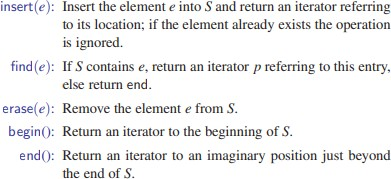 insert(e): Insert the element e into S and return an iterator referring
to its location; if the element already exists the operation
is ignored.
find(e): If S contains e, return an iterator p referring to this entry,
else return end.
erase(e): Remove the element e from S.
begin(): Return an iterator to the beginning of S.
end(): Return an iterator to an imaginary position just beyond
the end of S.